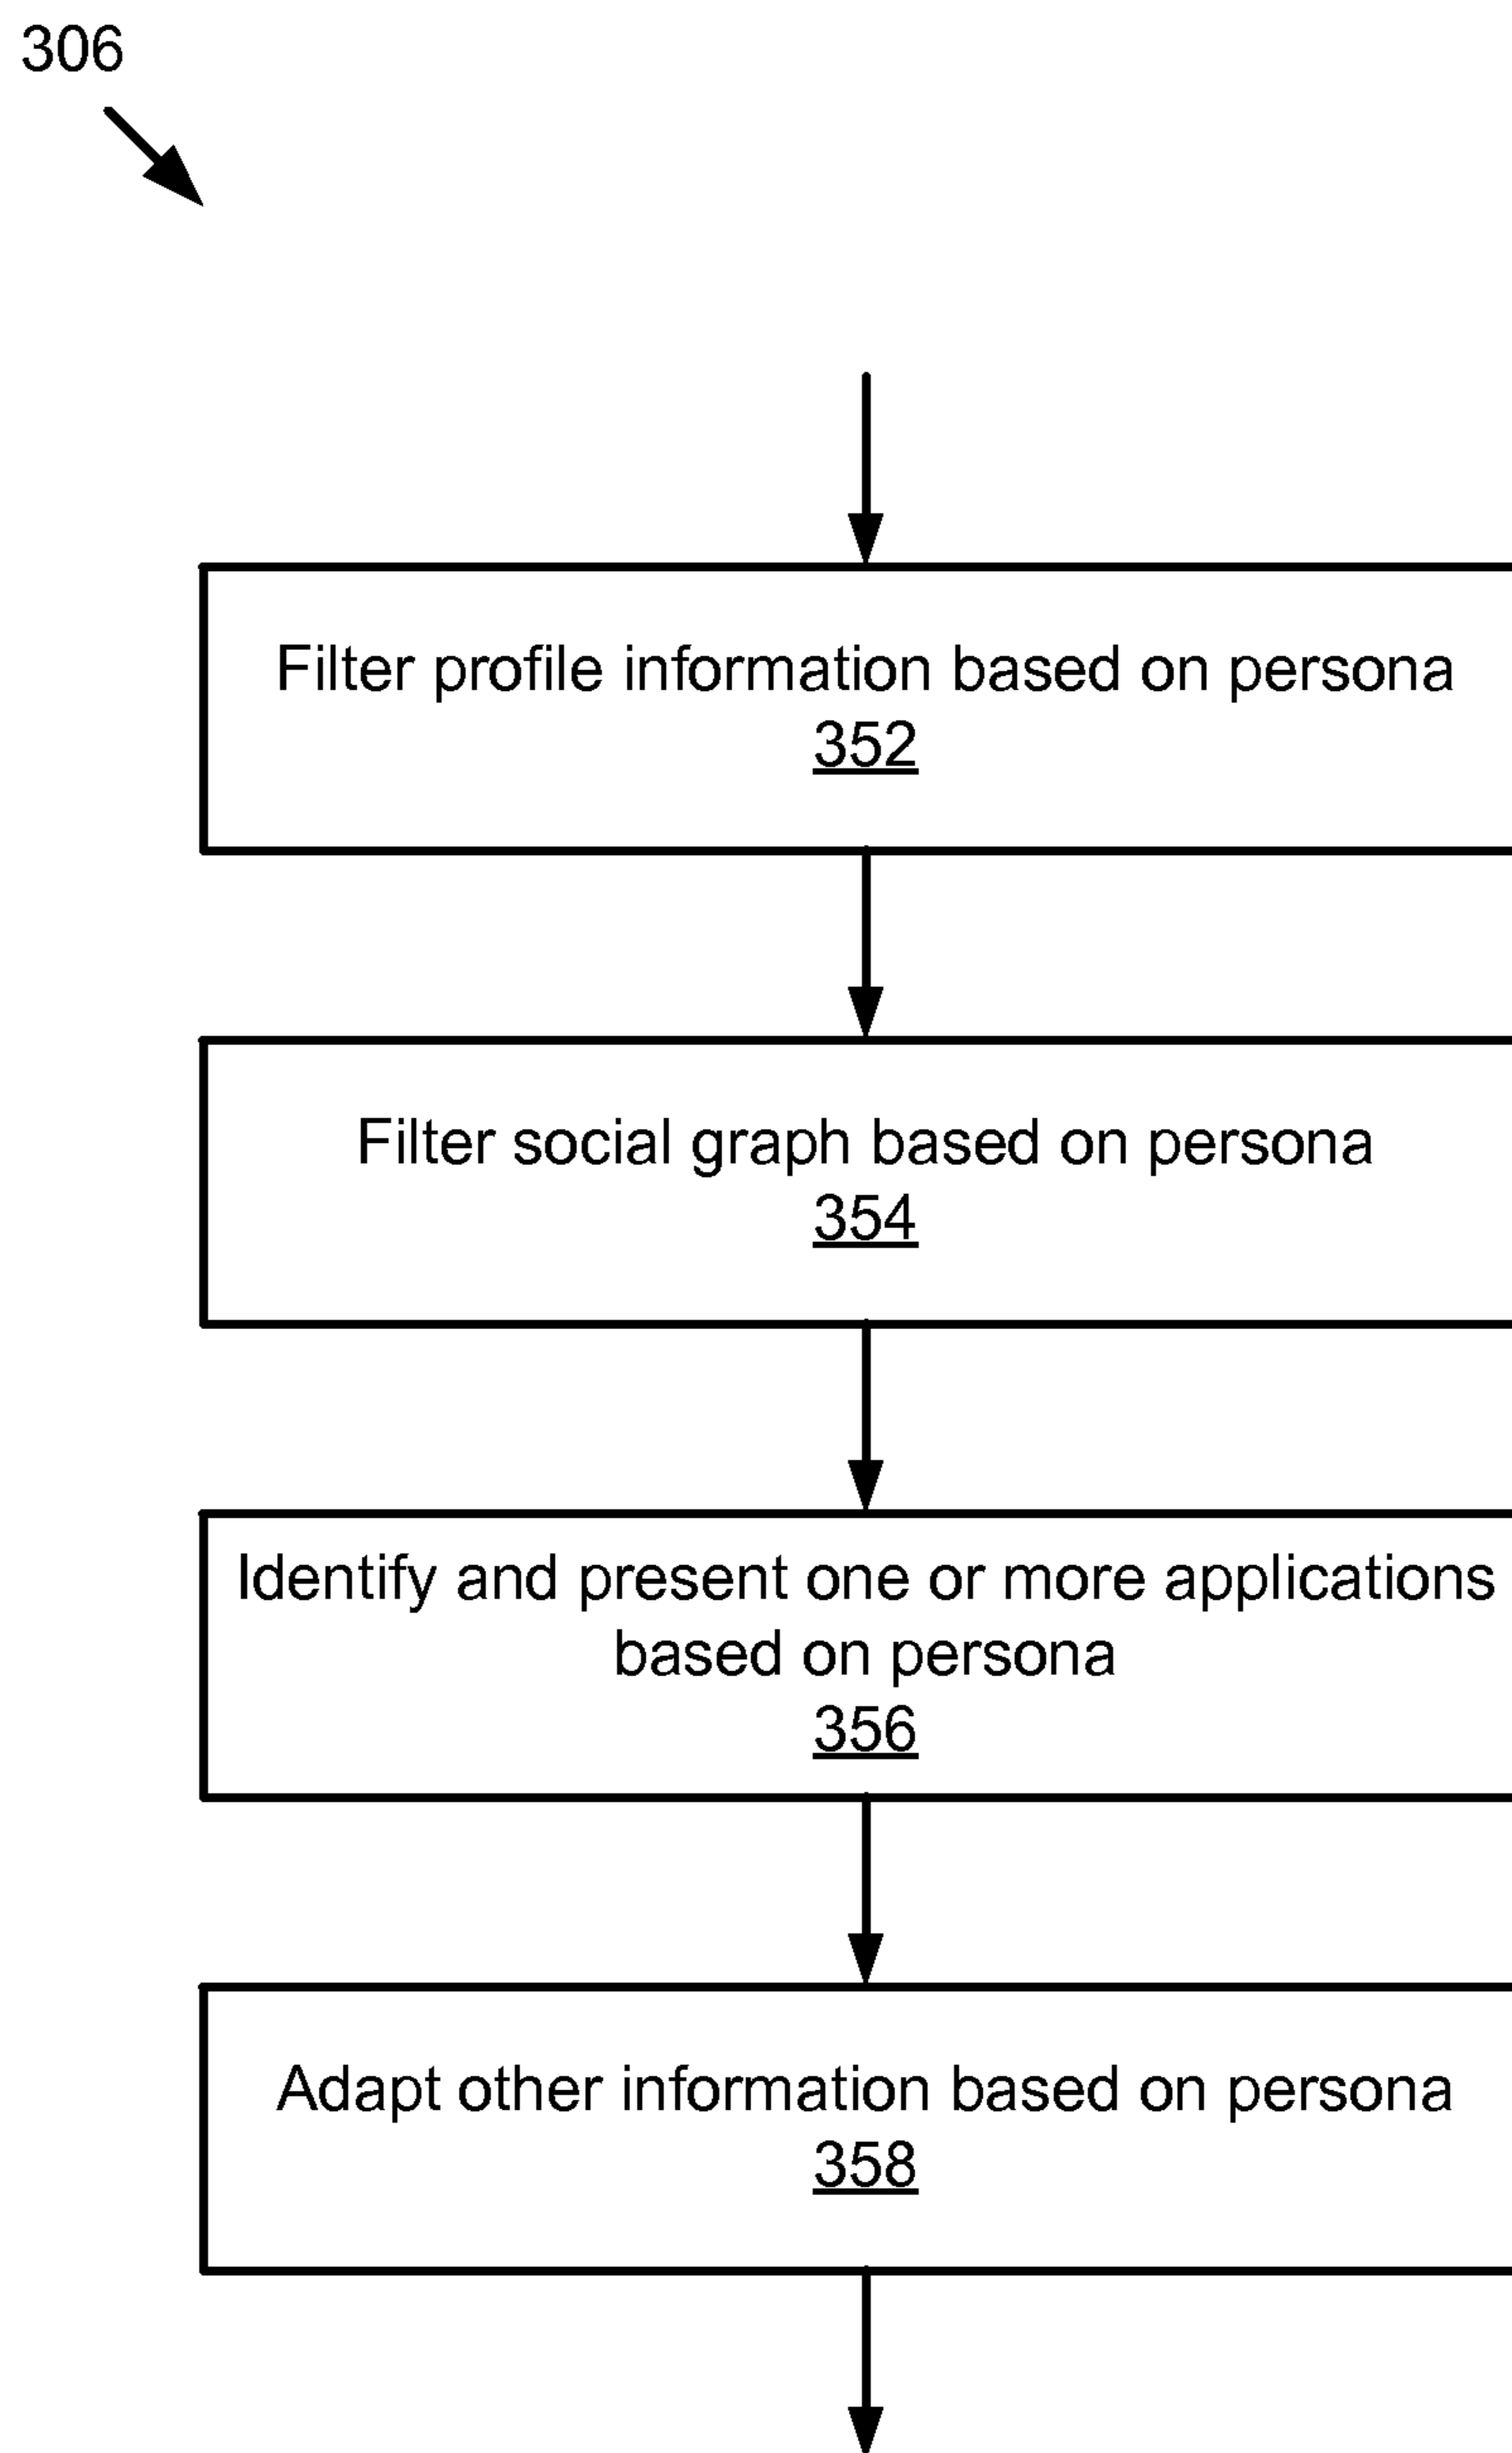 306
Filter profile information based on persona
352
Filter social graph based on persona
354
Identify and present one or more applications
based on persona
356
Adapt other information based on persona
358